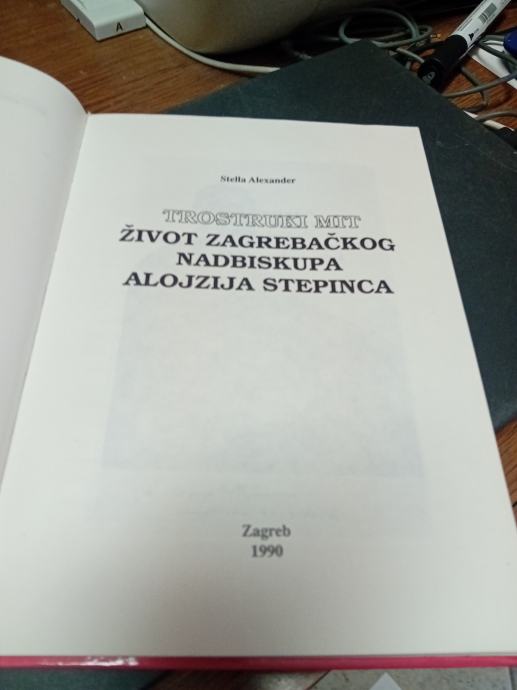 A
Stella Alexander
TROSTRUKI MIT
ŽIVOT ZAGREBAČKOG
NADBISKUPA
ALOJZIJA STEPINCA
Zagreb
1990